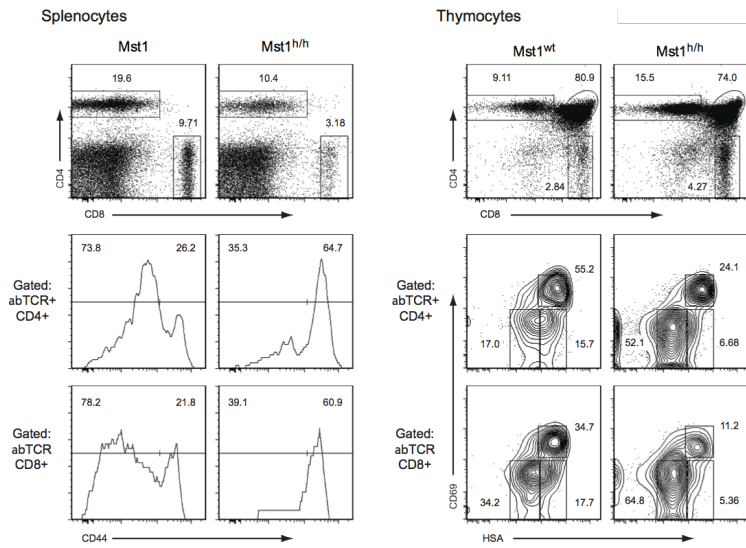 Splenocytes
Thymocytes
Mst1
Mst1h/h
Mst1wt
Mst1h/h
19.6
10.4
9.11
80.9
15.5
74.0
9.71
3.18
2.84
4.27
CD4
CD8
CD4
CD8
Gated:
abTCR+
CD4+
73.8
26.2
35.3
64.7
Gated:
abTCR+
CD4+
55.2
17.0
15.7
24.1
52.1
6.68
Gated:
abTCR
CD8+
78.2
21.8
39.1
60.9
Gated:
abTCR
CD8+
34.7
34.2
17.7
11.2
64.8
5.36
CD44
CD69
HSA